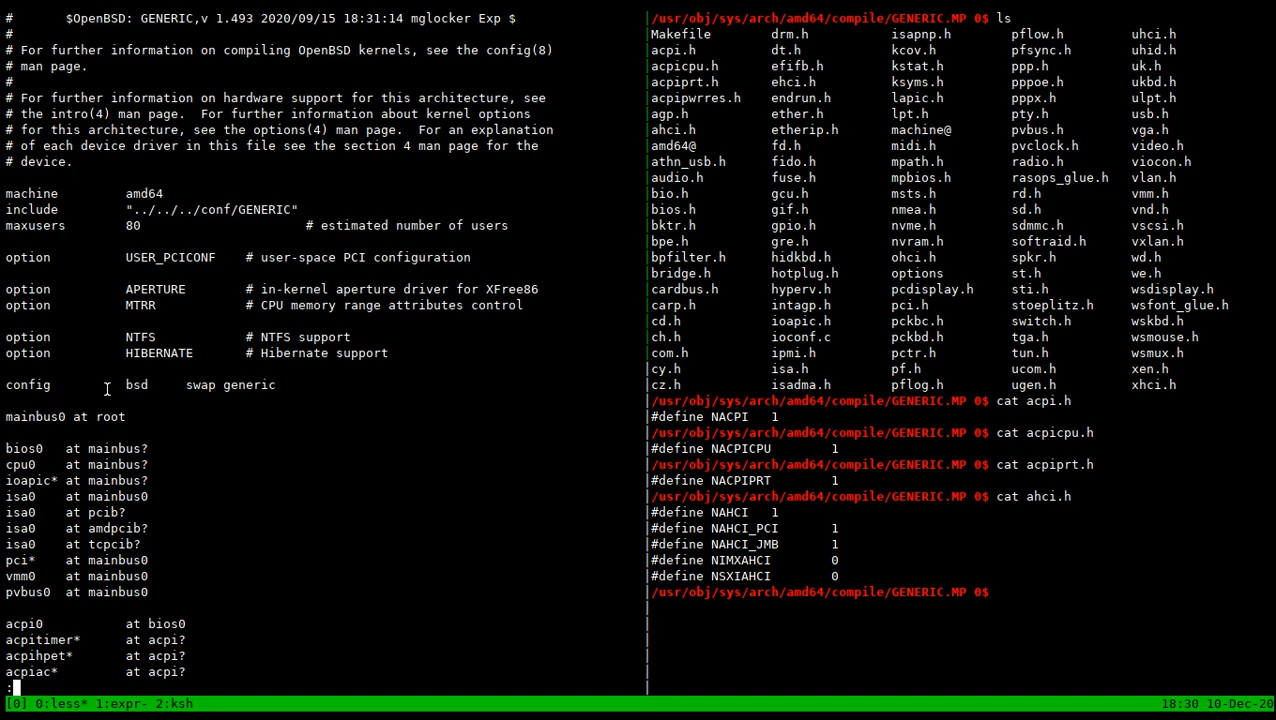 #       $OpenBSD: GENERIC,v 1.493 2020/09/15 18:31:14 mglocker Exp $
#
# For further information on compiling OpenBSD kernels, see the config(8)
# man page.
#
# For further information on hardware support for this architecture, see
# the intro(4) man page.  For further information about kernel options
# for this architecture, see the options(4) man page.  For an explanation
# of each device driver in this file see the section 4 man page for the
# device.
machine         amd64
include         "../../../conf/GENERIC"
maxusers        80                      # estimated number of users
option          USER_PCICONF    # user-space PCI configuration
option          APERTURE        # in-kernel aperture driver for XFree86
option          MTRR            # CPU memory range attributes control
option          NTFS            # NTFS support
option          HIBERNATE       # Hibernate support
config          bsd     swap generic
mainbus0 at root
bios0   at mainbus?
cpu0    at mainbus?
ioapic* at mainbus?
isa0    at mainbus0
isa0    at pcib?
isa0    at amdpcib?
isa0    at tcpcib?
pci*    at mainbus0
vmm0    at mainbus0
pvbus0  at mainbus0
acpi0           at bios0
acpitimer*      at acpi?
acpihpet*       at acpi?
acpiac*         at acpi?
:
/usr/obj/sys/arch/amd64/compile/GENERIC.MP 0$ ls
Makefile        drm.h           isapnp.h        pflow.h         uhci.h
acpi.h          dt.h            kcov.h          pfsync.h        uhid.h
acpicpu.h       efifb.h         kstat.h         ppp.h           uk.h
acpiprt.h       ehci.h          ksyms.h         pppoe.h         ukbd.h
acpipwrres.h    endrun.h        lapic.h         pppx.h          ulpt.h
agp.h           ether.h         lpt.h           pty.h           usb.h
ahci.h          etherip.h       machine@        pvbus.h         vga.h
amd64@          fd.h            midi.h          pvclock.h       video.h
athn_usb.h      fido.h          mpath.h         radio.h         viocon.h
audio.h         fuse.h          mpbios.h        rasops_glue.h   vlan.h
bio.h           gcu.h           msts.h          rd.h            vmm.h
bios.h          gif.h           nmea.h          sd.h            vnd.h
bktr.h          gpio.h          nvme.h          sdmmc.h         vscsi.h
bpe.h           gre.h           nvram.h         softraid.h      vxlan.h
bpfilter.h      hidkbd.h        ohci.h          spkr.h          wd.h
bridge.h        hotplug.h       options         st.h            we.h
cardbus.h       hyperv.h        pcdisplay.h     sti.h           wsdisplay.h
carp.h          intagp.h        pci.h           stoeplitz.h     wsfont_glue.h
cd.h            ioapic.h        pckbc.h         switch.h        wskbd.h
ch.h            ioconf.c        pckbd.h         tga.h           wsmouse.h
com.h           ipmi.h          pctr.h          tun.h           wsmux.h
cy.h            isa.h           pf.h            ucom.h          xen.h
cz.h            isadma.h        pflog.h         ugen.h          xhci.h
/usr/obj/sys/arch/amd64/compile/GENERIC.MP 0$ cat acpi.h
#define NACPI   1
/usr/obj/sys/arch/amd64/compile/GENERIC.MP 0$ cat acpicpu.h
#define NACPICPU        1
/usr/obj/sys/arch/amd64/compile/GENERIC.MP 0$ cat acpiprt.h
#define NACPIPRT        1
/usr/obj/sys/arch/amd64/compile/GENERIC.MP 0$ cat ahci.h
#define NAHCI   1
#define NAHCI_PCI       1
#define NAHCI_JMB       1
#define NIMXAHCI        0
#define NSXIAHCI        0
/usr/obj/sys/arch/amd64/compile/GENERIC.MP 0$
[0] 0:less* 1:expr- 2:ksh                                18:30 10-Dec-20